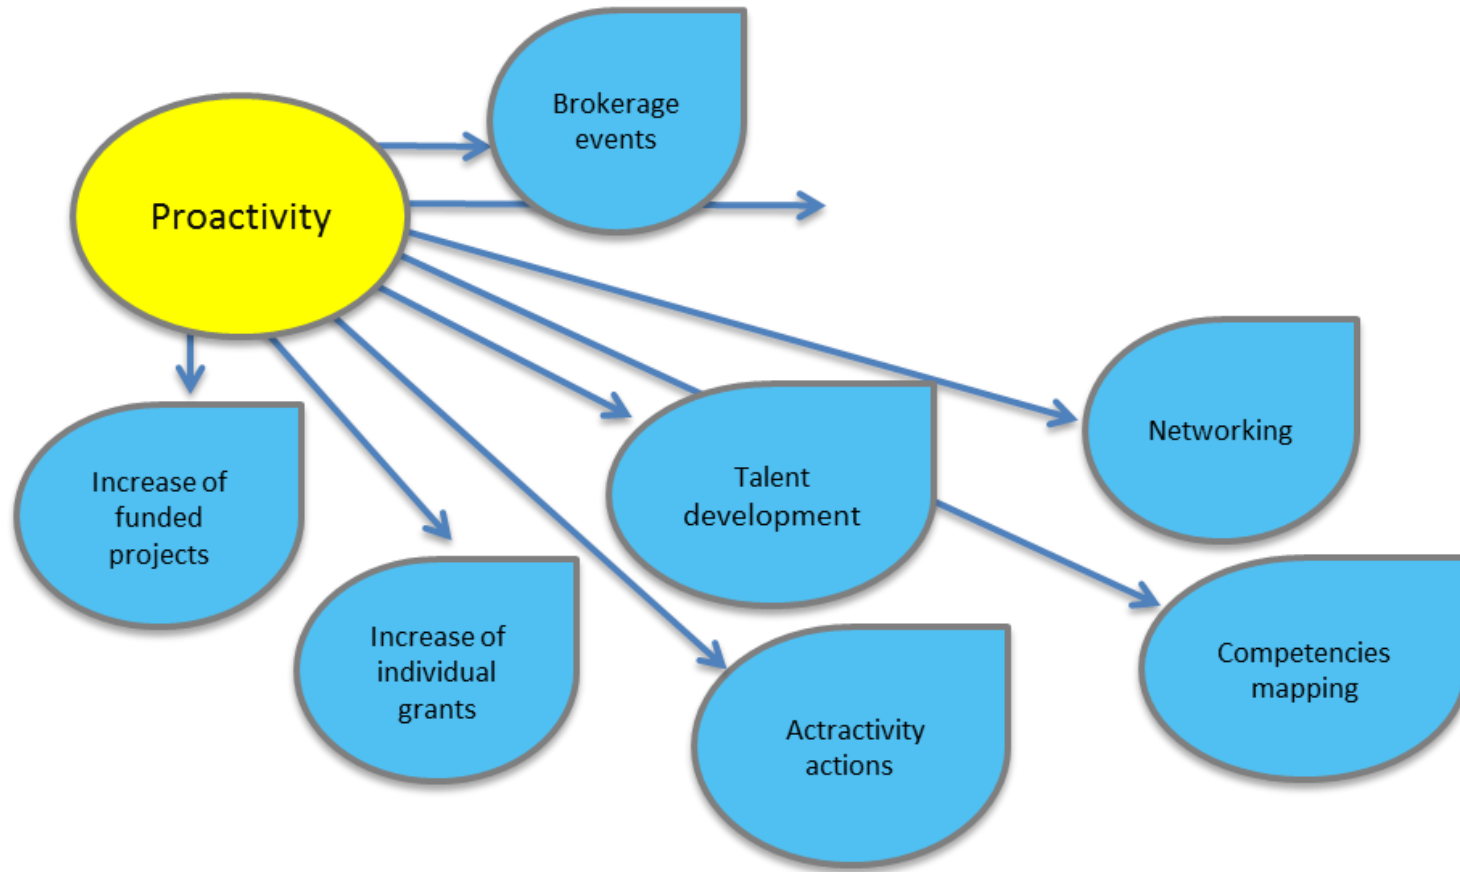 Brokerage
events
Proactivity
Networking
Talent
development
Increase of
funded
projects
Increase of
individual
grants
Competencies
mapping
Actractivity
actions